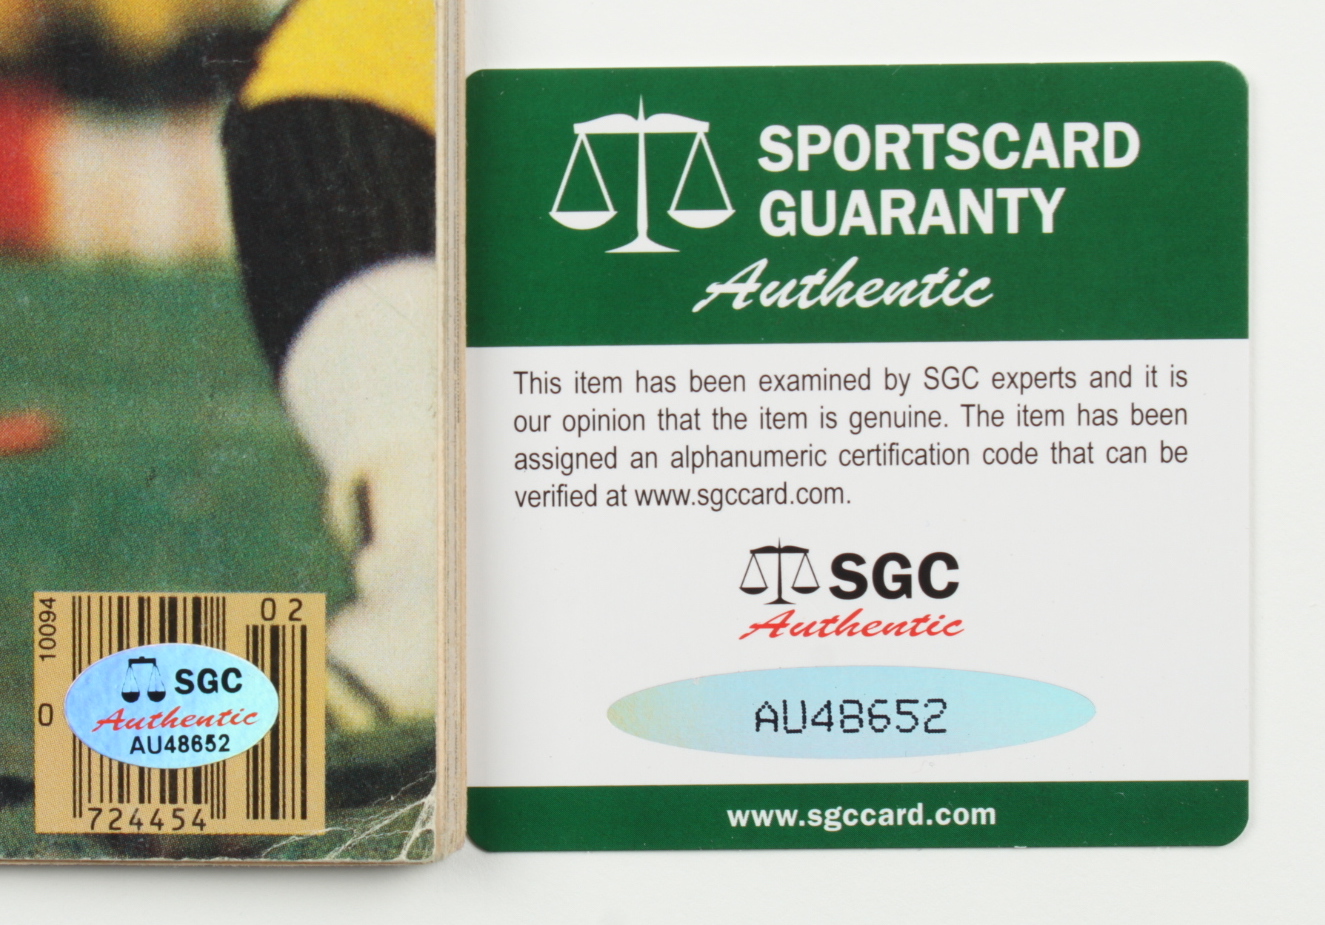 SPORTSCARD
GUARANTY
Authentic
This item has been examined by SGC experts and it is
our opinion that the item is genuine. The item has been
assigned an alphanumeric certification code that can be
verified at www.sgccard.com.
SGC
Authentic
AU48652
www.sgccard.com
10094
0 2
0
SGC
Authentic
AU48652
724454